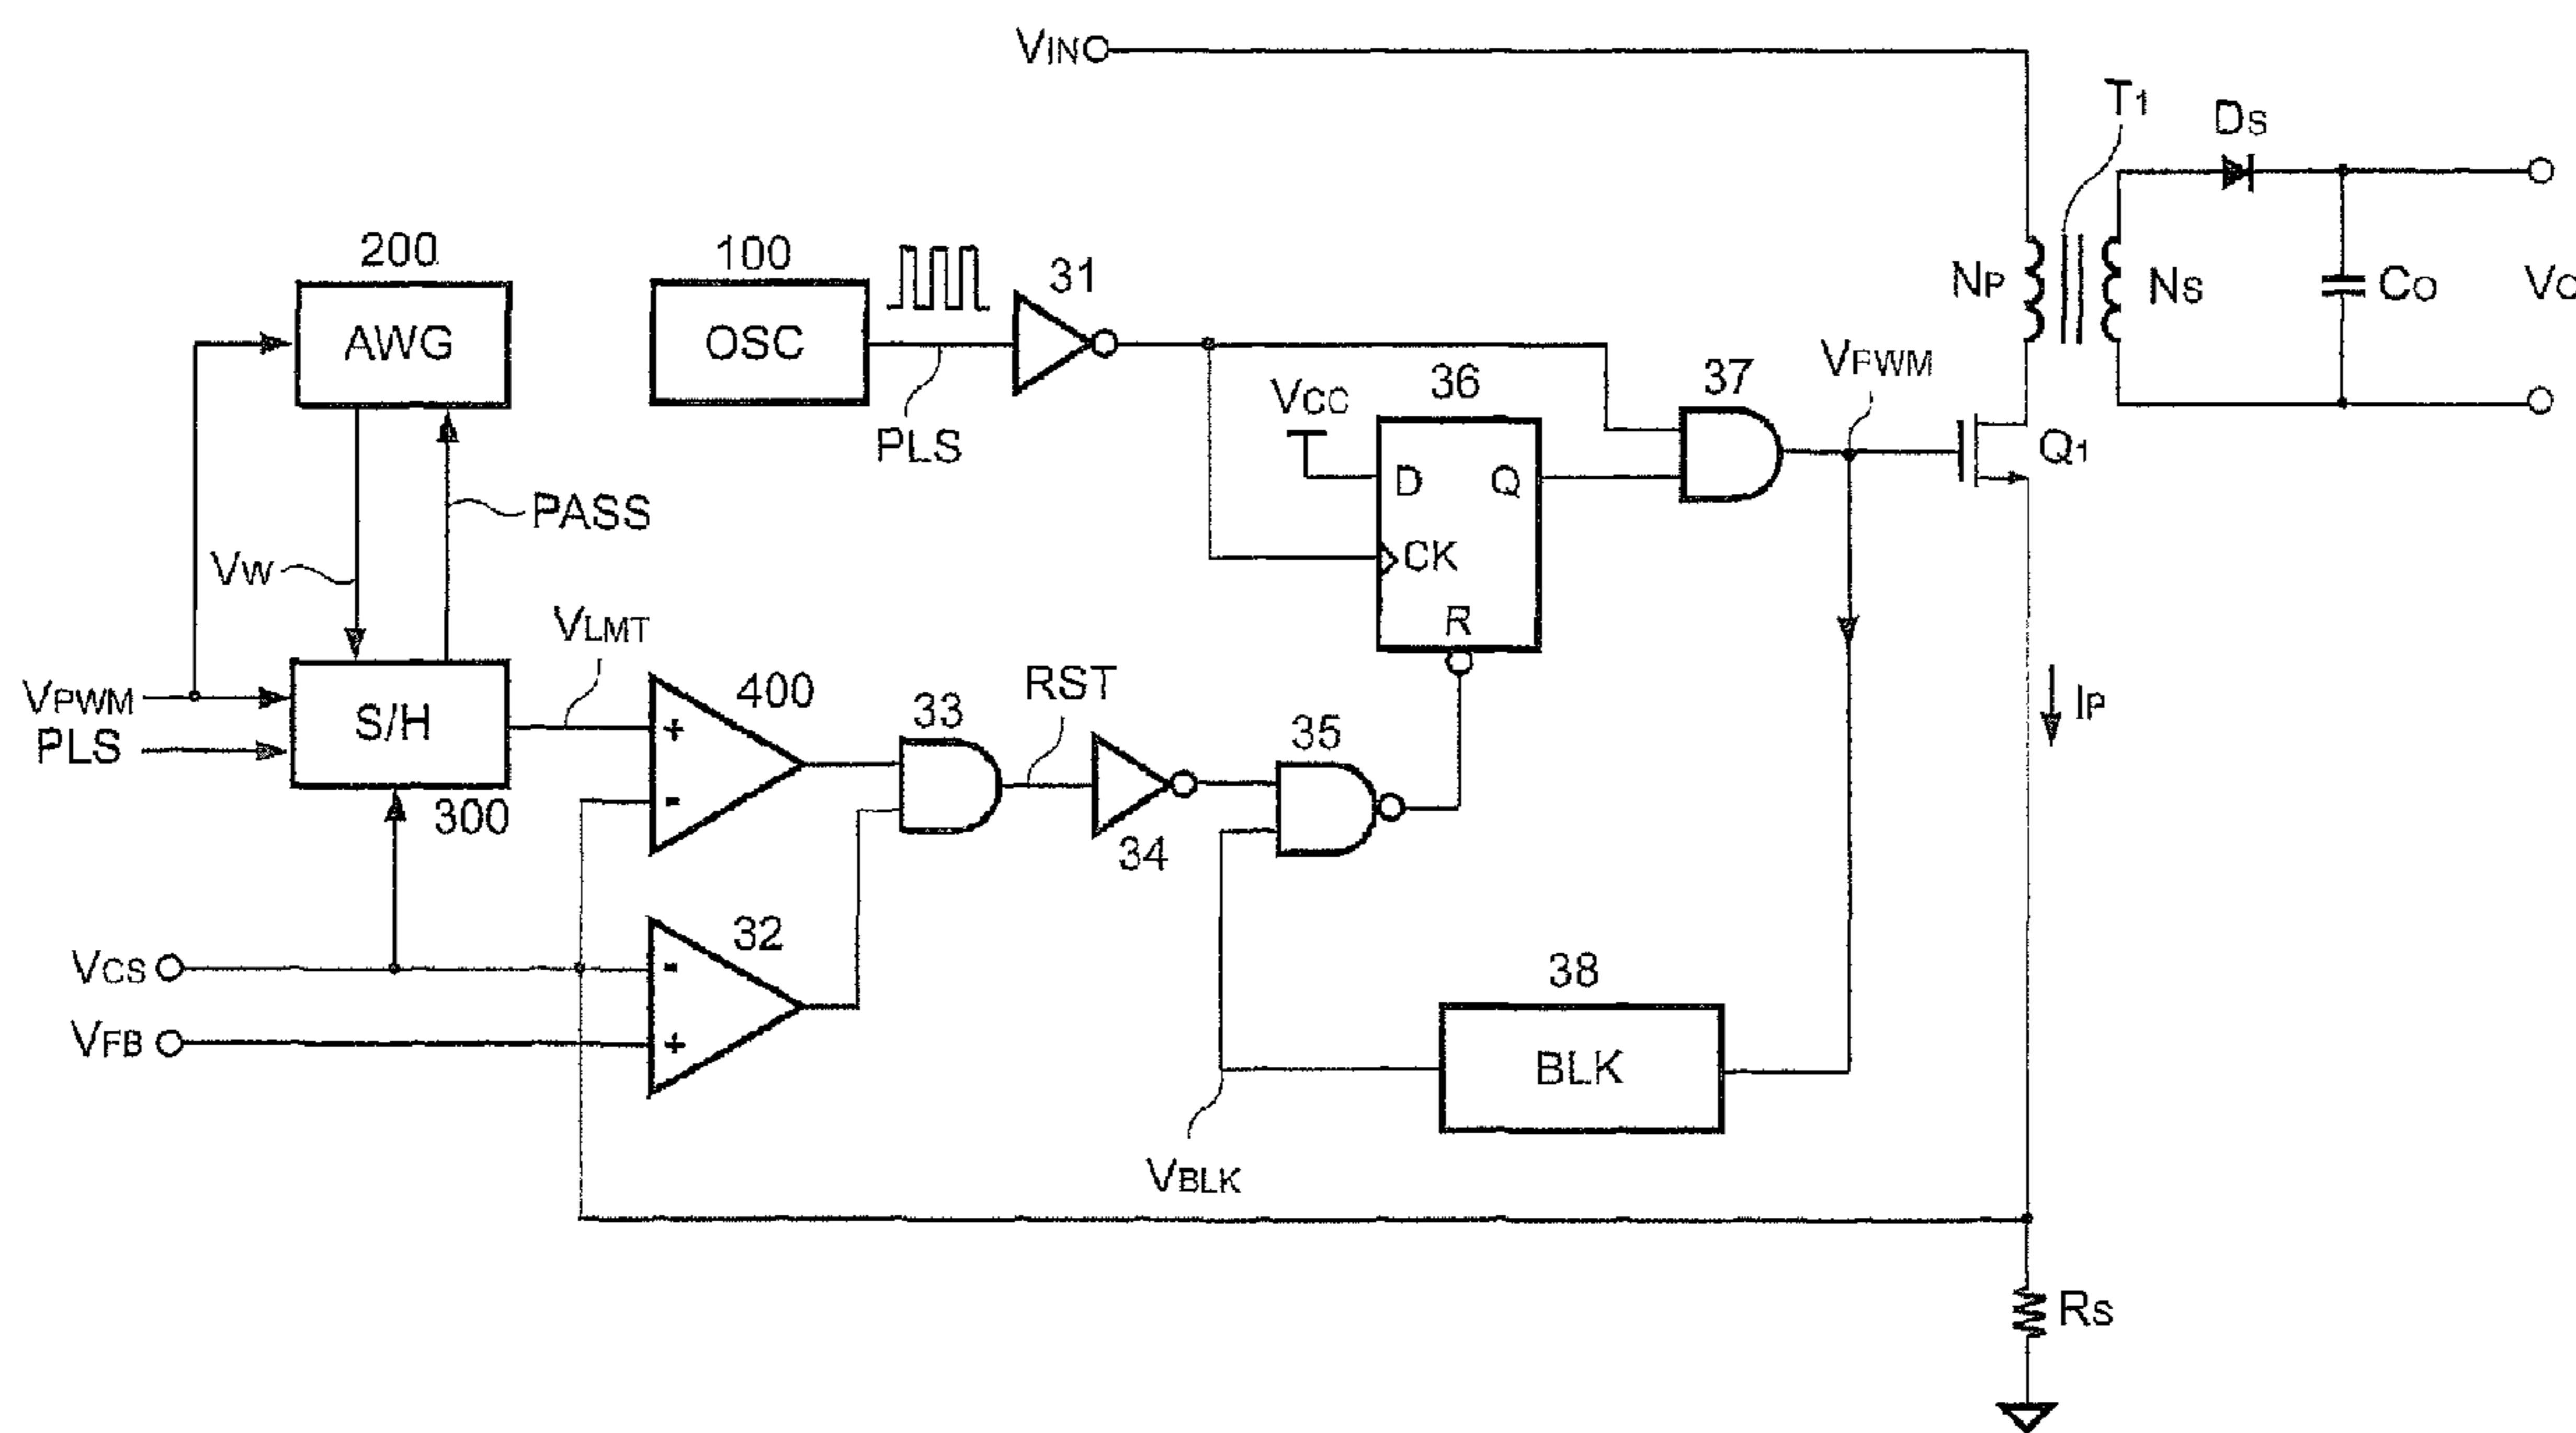 VIN
T1
DS
200
100
31
NP
NS
CO
VO
AWG
OSC
VCC
36
37
VPWM
PLS
D
Q
Q1
PASS
CK
VW
VLMT
R
RST
VPWM
400
33
PLS
S/H
+
35
IP
-
300
34
32
VCS
-
38
VFB
+
BLK
VBLK
RS